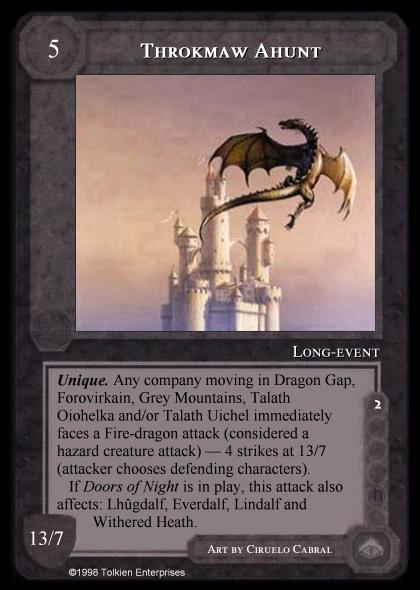 5
Throkmaw Ahunt
Long-event
Unique. Any company moving in Dragon Gap,
Forovirkain, Grey Mountains, Talath
Oiohelka and/or Talath Uichel immediately
faces a Fire-dragon attack (considered a
hazard creature attack) — 4 strikes at 13/7
(attacker chooses defending characters).
If Doors of Night is in play, this attack also
affects: Lhûgdalf, Everdalf, Lindalf and
Withered Heath.
2
13/7
Art by Ciruelo Cabral
©1998 Tolkien Enterprises